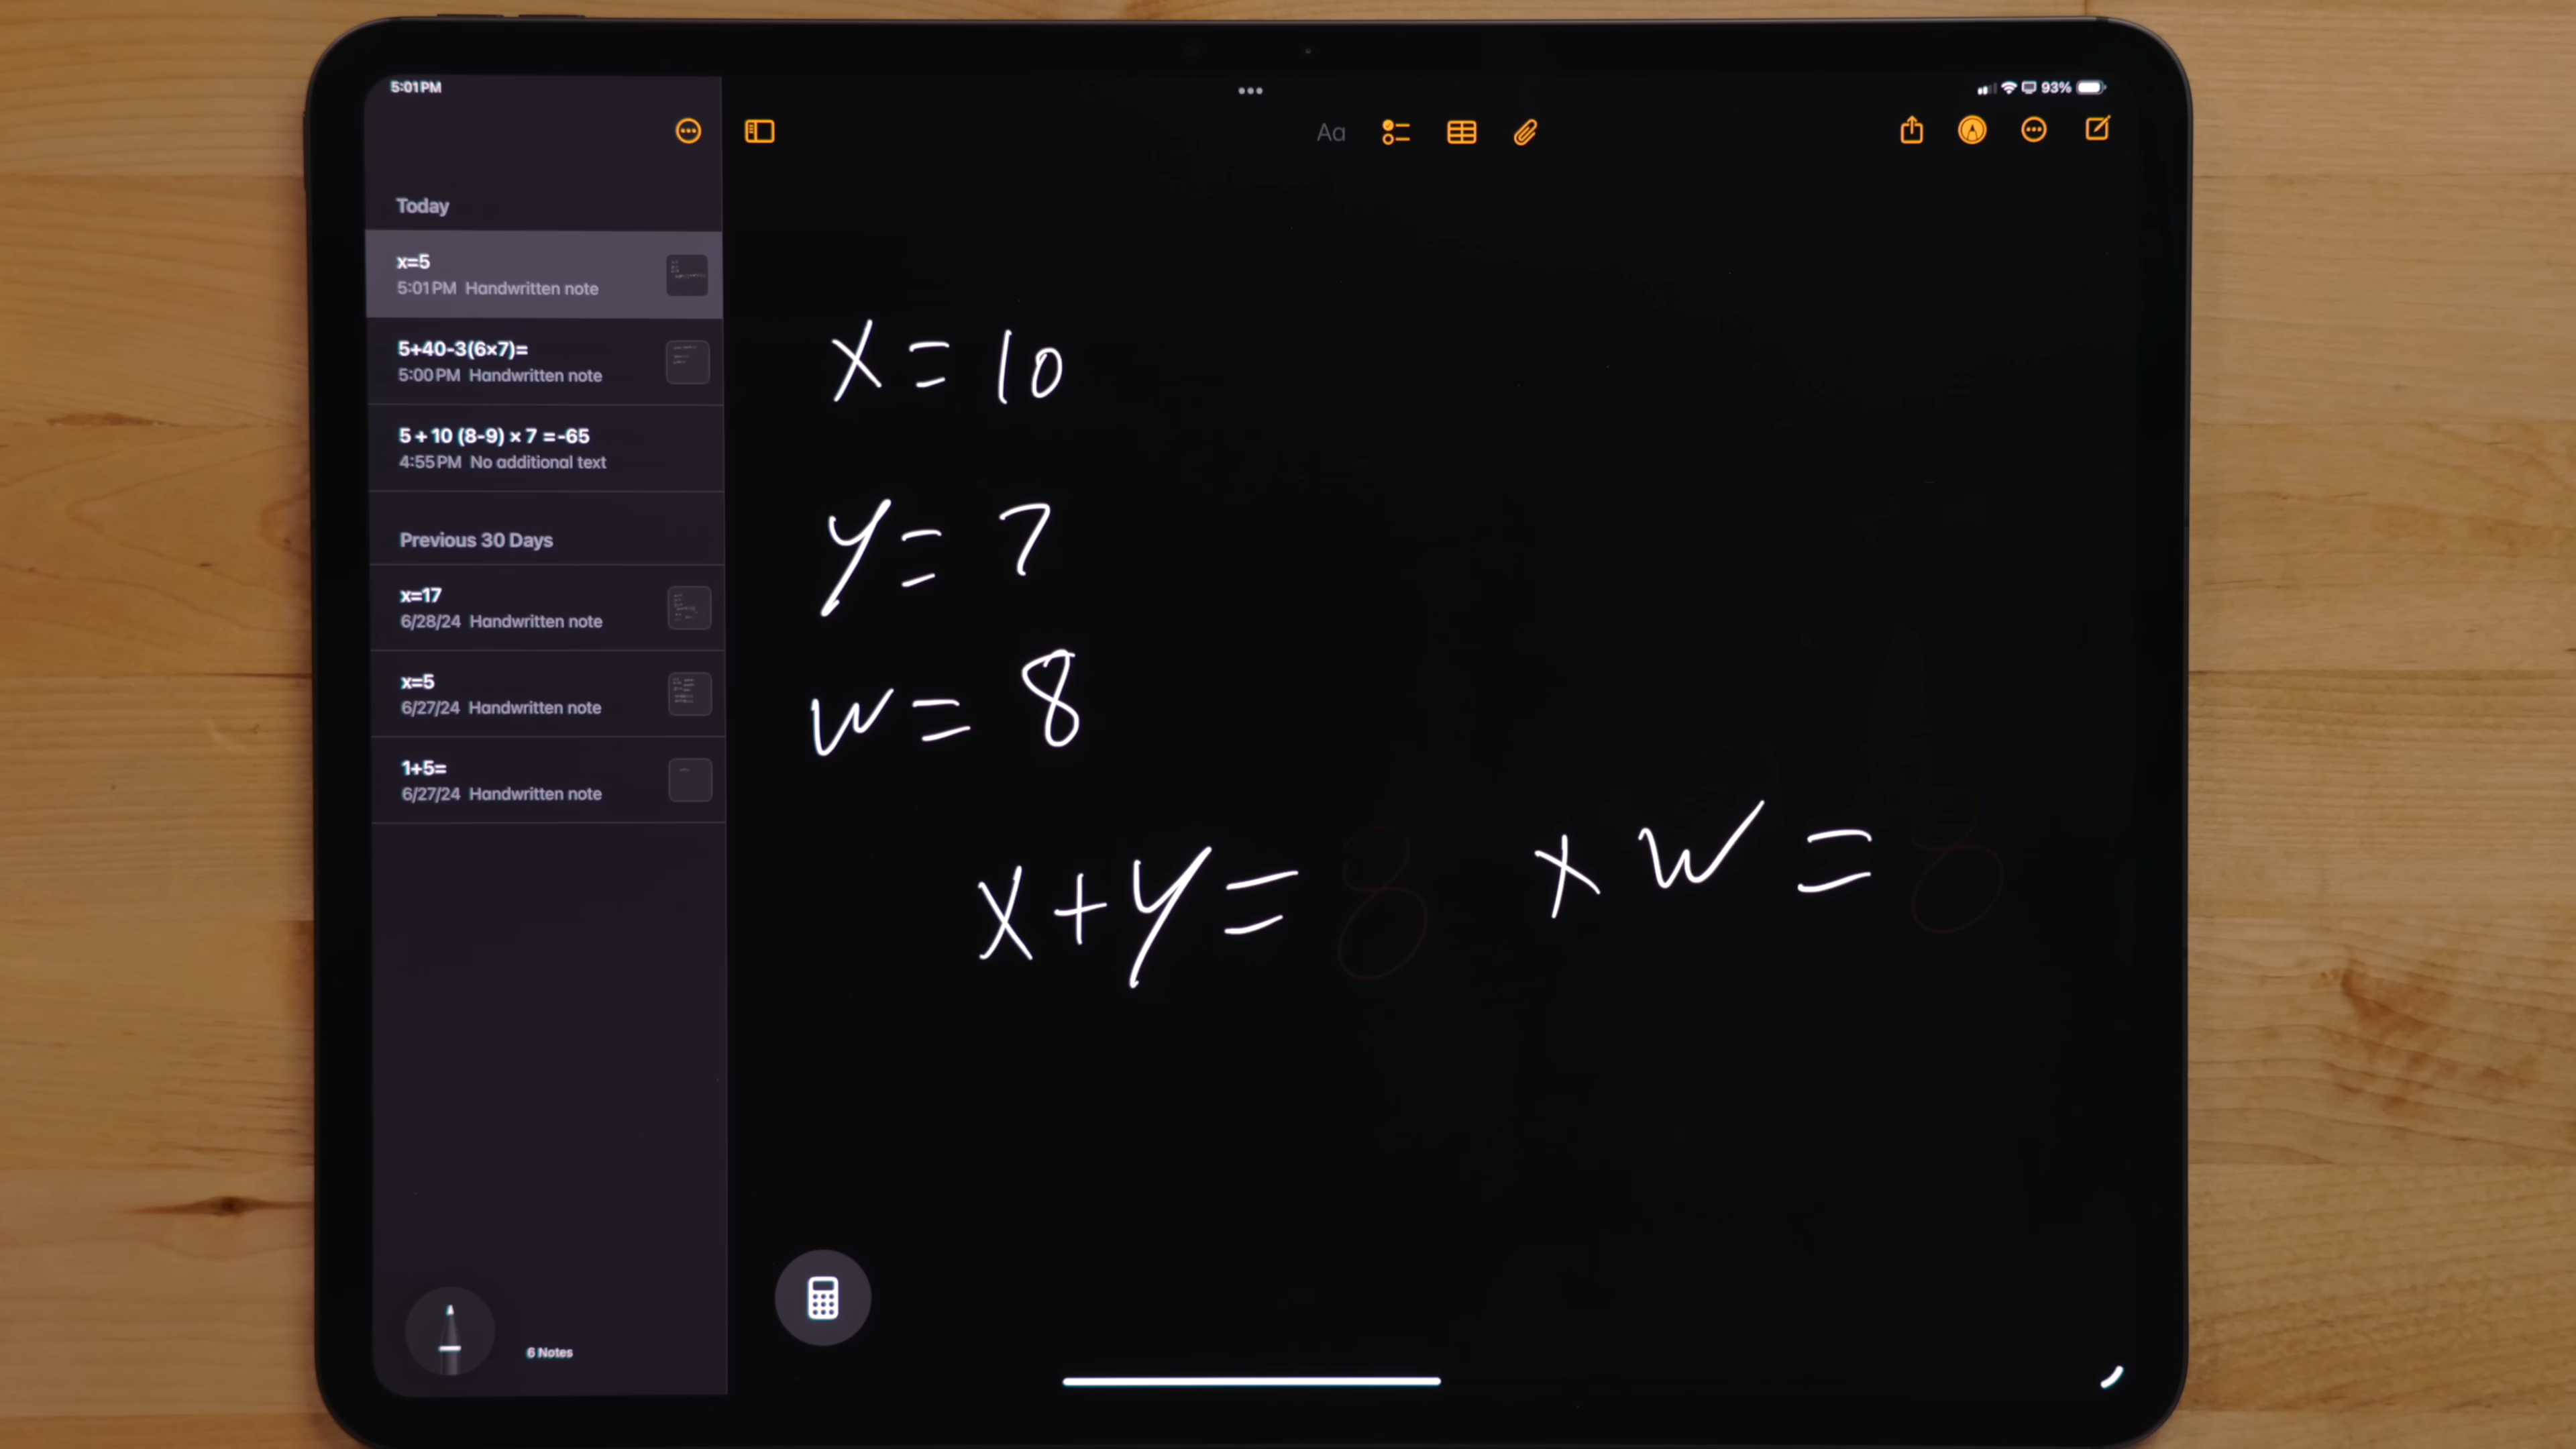 5:01 PM
93%
Aa
Today
x=5
5:01 PM Handwritten note
5+40-3(6×7)=
5:00 PM Handwritten note
5 + 10 (8-9) × 7 =-65
4:55 PM No additional text
Previous 30 Days
x=17
6/28/24 Handwritten note
x=5
6/27/24 Handwritten note
1+5=
6/27/24 Handwritten note
6 Notes
x = 10
y = 7
w = 8
x + y = 
x w =